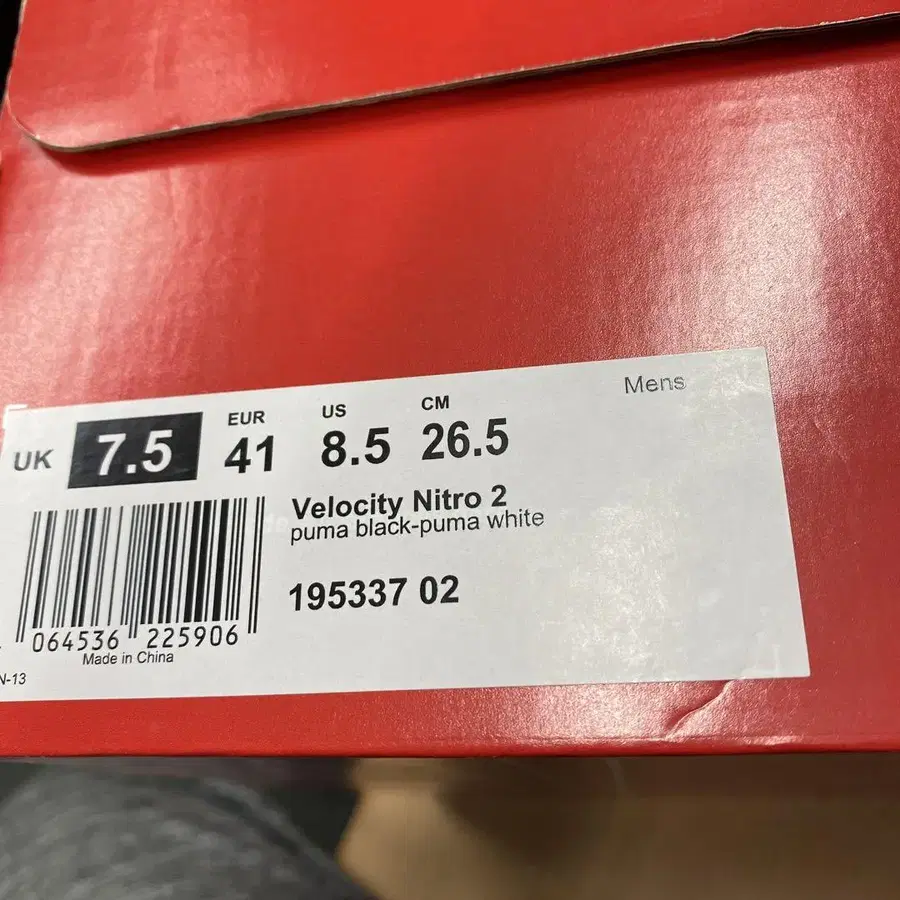 Mens
UK 7.5
EUR 41
US 8.5
CM 26.5
Velocity Nitro 2
puma black-puma white
195337 02
064536 225906
Made in China
N-13